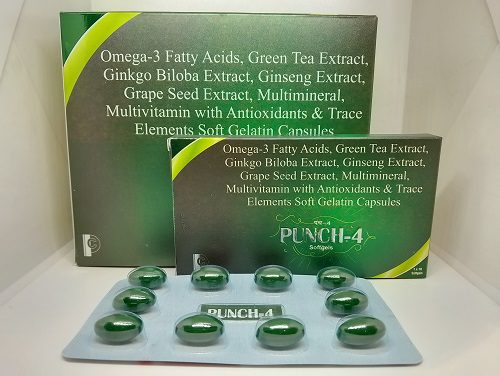 Omega-3 Fatty Acids, Green Tea Extract,
Ginkgo Biloba Extract, Ginseng Extract,
Grape Seed Extract, Multimineral,
Multivitamin with Antioxidants & Trace
Elements Soft Gelatin Capsules
Omega-3 Fatty Acids, Green Tea Extract,
Ginkgo Biloba Extract, Ginseng Extract,
Grape Seed Extract, Multimineral,
Multivitamin with Antioxidants & Trace
Elements Soft Gelatin Capsules
पंच-4
PUNCH-4
Softgels
Softgels
PUNCH-4